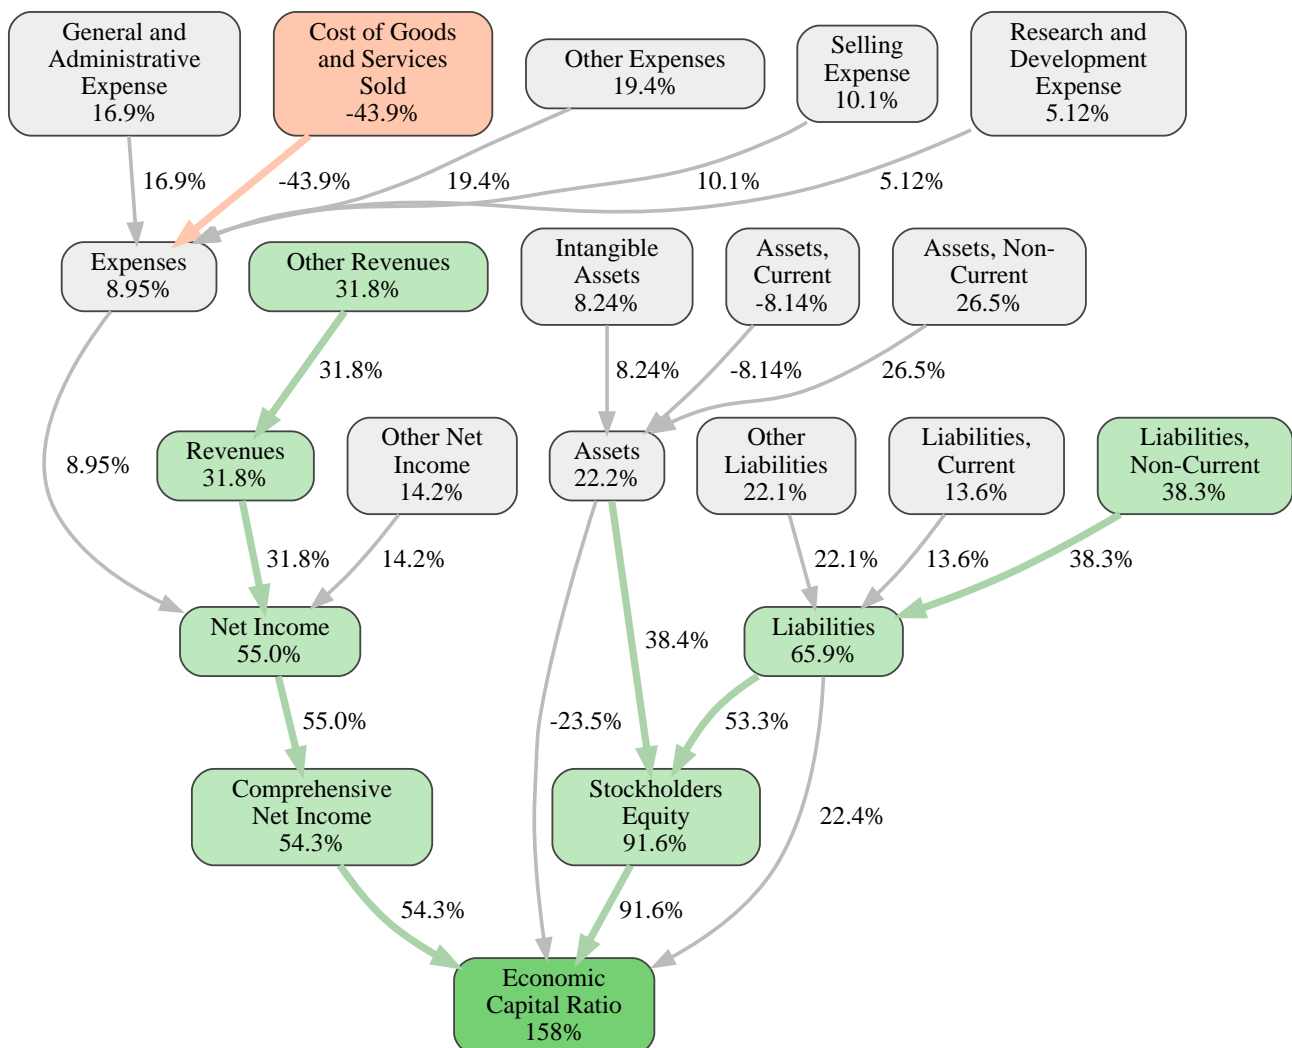 General and
Administrative
Expense
16.9%
Cost of Goods
and Services
Sold
-43.9%
Other Expenses
19.4%
Selling
Expense
10.1%
Research and
Development
Expense
5.12%
16.9%
-43.9%
19.4%
10.1%
5.12%
Expenses
8.95%
Other Revenues
31.8%
Intangible
Assets
8.24%
Assets,
Current
-8.14%
Assets, Non-
Current
26.5%
31.8%
8.24%
-8.14%
26.5%
8.95%
Revenues
31.8%
Other Net
Income
14.2%
Assets
22.2%
Other
Liabilities
22.1%
Liabilities,
Current
13.6%
Liabilities,
Non-Current
38.3%
31.8%
14.2%
22.1%
13.6%
38.3%
Net Income
55.0%
38.4%
Liabilities
65.9%
55.0%
-23.5%
53.3%
Comprehensive
Net Income
54.3%
Stockholders
Equity
91.6%
22.4%
54.3%
91.6%
Economic
Capital Ratio
158%